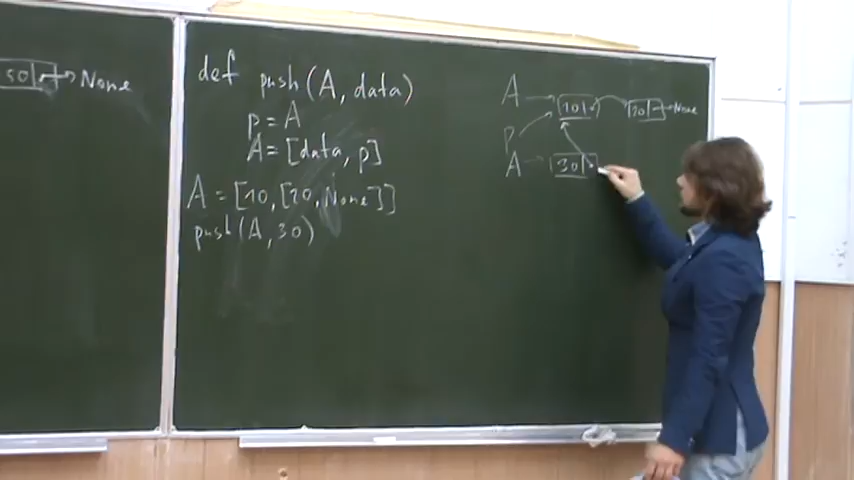 50 → None
def push(A, data)
p = A
A = [data, p]
A = [10, [20, None]]
push(A, 30)
A → 10 → 20 → None
p
A → 30